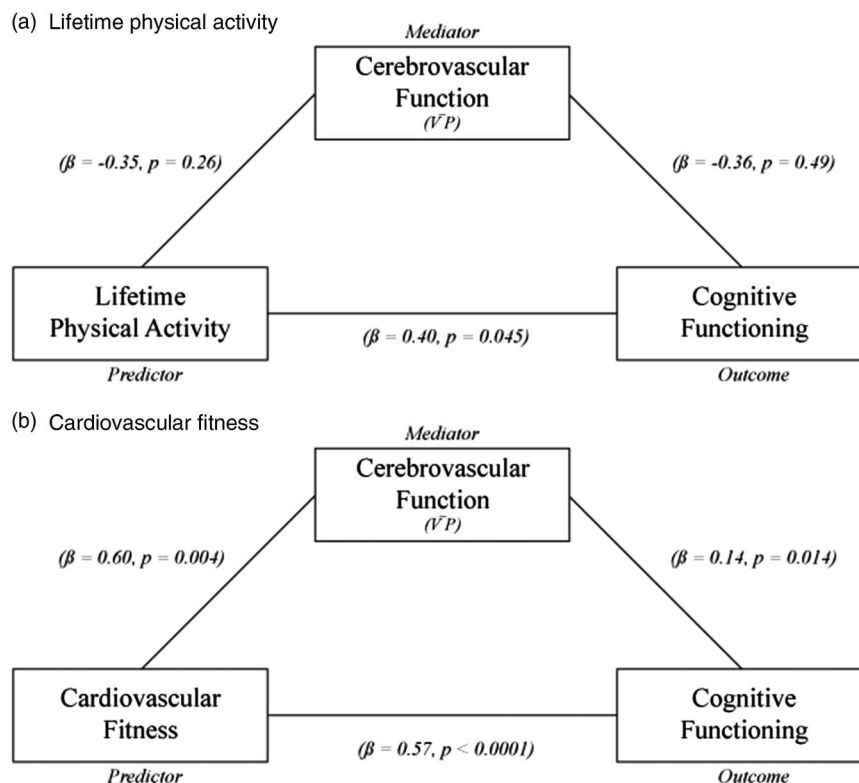 (a) Lifetime physical activity
Mediator
Cerebrovascular
Function
(V̄P)
(β = -0.35, p = 0.26)
(β = -0.36, p = 0.49)
Lifetime
Physical Activity
Cognitive
Functioning
(β = 0.40, p = 0.045)
Predictor
Outcome
(b) Cardiovascular fitness
Mediator
Cerebrovascular
Function
(V̄P)
(β = 0.60, p = 0.004)
(β = 0.14, p = 0.014)
Cardiovascular
Fitness
Cognitive
Functioning
(β = 0.57, p < 0.0001)
Predictor
Outcome